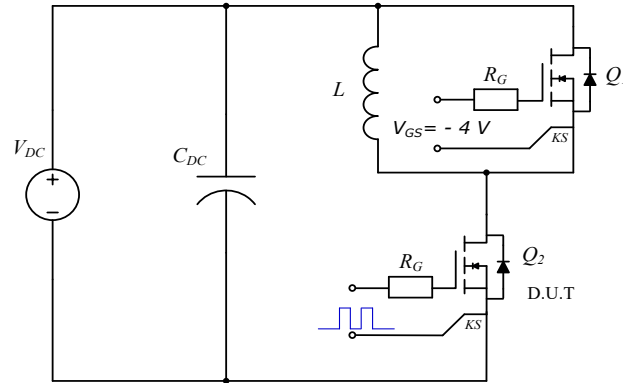 L
R_G
Q
V_GS= - 4 V
KS
V_DC
C_DC
R_G
Q_2
D.U.T
KS